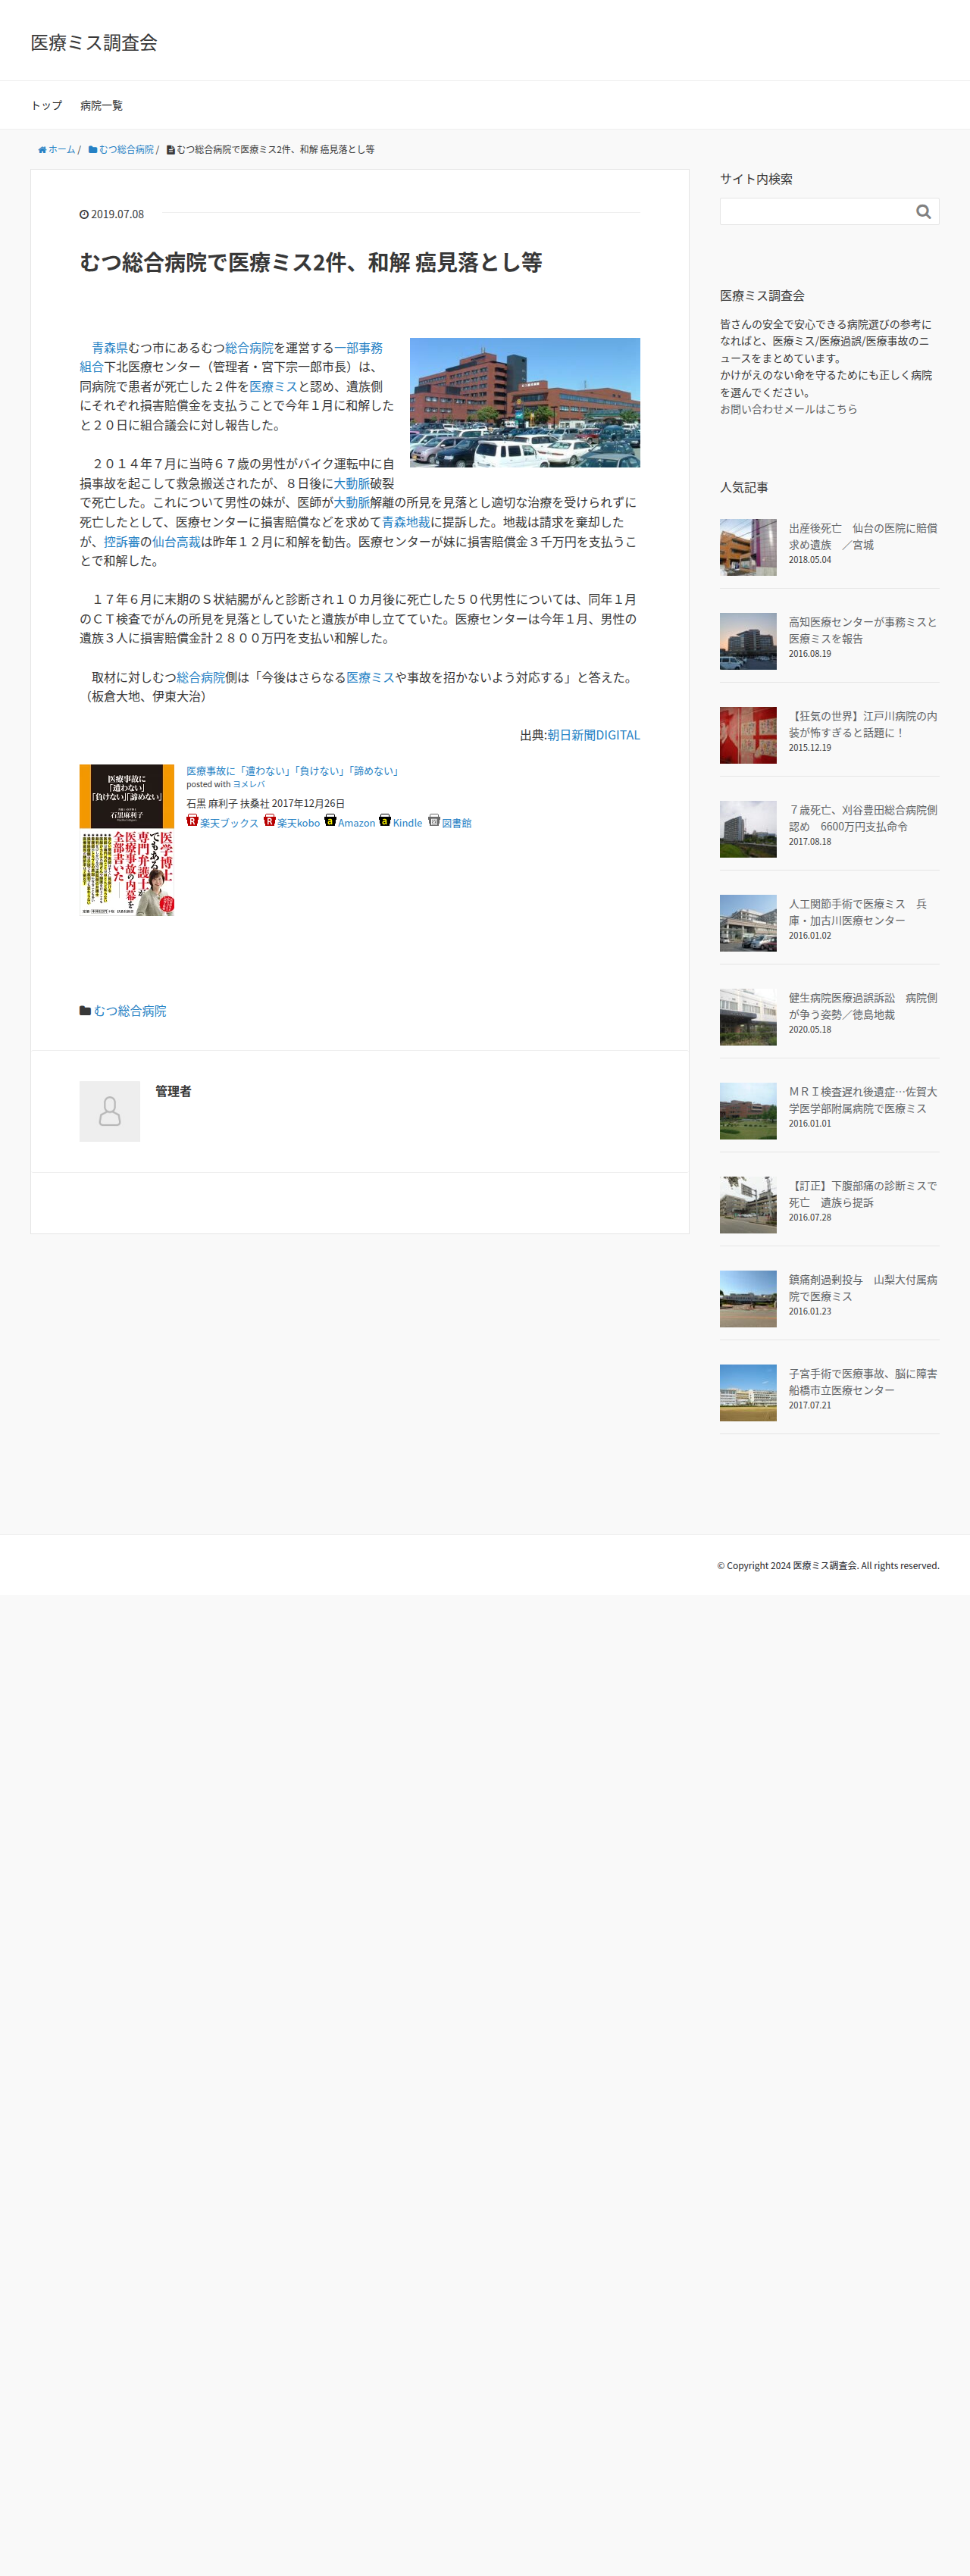 医療ミス調査会
トップ 病院一覧
ホーム / むつ総合病院 / むつ総合病院で医療ミス2件、和解 癌見落とし等
2019.07.08
むつ総合病院で医療ミス2件、和解 癌見落とし等
　青森県むつ市にあるむつ総合病院を運営する一部事務
組合下北医療センター（管理者・宮下宗一郎市長）は、
同病院で患者が死亡した２件を医療ミスと認め、遺族側
にそれぞれ損害賠償金を支払うことで今年１月に和解した
と２０日に組合議会に対し報告した。
　２０１４年７月に当時６７歳の男性がバイク運転中に自
損事故を起こして救急搬送されたが、８日後に大動脈破裂
で死亡した。これについて男性の妹が、医師が大動脈解離の所見を見落とし適切な治療を受けられずに
死亡したとして、医療センターに損害賠償などを求めて青森地裁に提訴した。地裁は請求を棄却した
が、控訴審の仙台高裁は昨年１２月に和解を勧告。医療センターが妹に損害賠償金３千万円を支払うこ
とで和解した。
　１７年６月に末期のＳ状結腸がんと診断され１０カ月後に死亡した５０代男性については、同年１月
のＣＴ検査でがんの所見を見落としていたと遺族が申し立てていた。医療センターは今年１月、男性の
遺族３人に損害賠償金計２８００万円を支払い和解した。
　取材に対しむつ総合病院側は「今後はさらなる医療ミスや事故を招かないよう対応する」と答えた。
（板倉大地、伊東大治）
出典:朝日新聞DIGITAL
医療事故に
「遭わない」
「負けない」「諦めない」
石黒麻利子
医学博士
でもある
専門弁護士が
医療事故の内幕を
全部書いた
医療事故に「遭わない」「負けない」「諦めない」
posted with ヨメレバ
石黒 麻利子 扶桑社 2017年12月26日
楽天ブックス 楽天kobo Amazon Kindle 図書館
むつ総合病院
管理者
サイト内検索
医療ミス調査会
皆さんの安全で安心できる病院選びの参考に
なればと、医療ミス/医療過誤/医療事故のニ
ュースをまとめています。
かけがえのない命を守るためにも正しく病院
を選んでください。
お問い合わせメールはこちら
人気記事
出産後死亡　仙台の医院に賠償
求め遺族　／宮城
2018.05.04
高知医療センターが事務ミスと
医療ミスを報告
2016.08.19
【狂気の世界】江戸川病院の内
装が怖すぎると話題に！
2015.12.19
７歳死亡、刈谷豊田総合病院側
認め　6600万円支払命令
2017.08.18
人工関節手術で医療ミス　兵
庫・加古川医療センター
2016.01.02
健生病院医療過誤訴訟　病院側
が争う姿勢／徳島地裁
2020.05.18
ＭＲＩ検査遅れ後遺症…佐賀大
学医学部附属病院で医療ミス
2016.01.01
【訂正】下腹部痛の診断ミスで
死亡　遺族ら提訴
2016.07.28
鎮痛剤過剰投与　山梨大付属病
院で医療ミス
2016.01.23
子宮手術で医療事故、脳に障害
船橋市立医療センター
2017.07.21
© Copyright 2024 医療ミス調査会. All rights reserved.